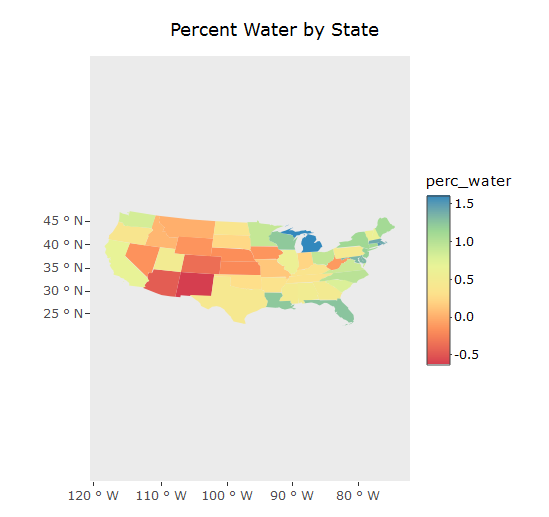 Percent Water by State
perc_water
1.5
1.0
0.5
0.0
-0.5
45 ° N
40 ° N
35 ° N
30 ° N
25 ° N
120 ° W 110 ° W 100 ° W 90 ° W 80 ° W